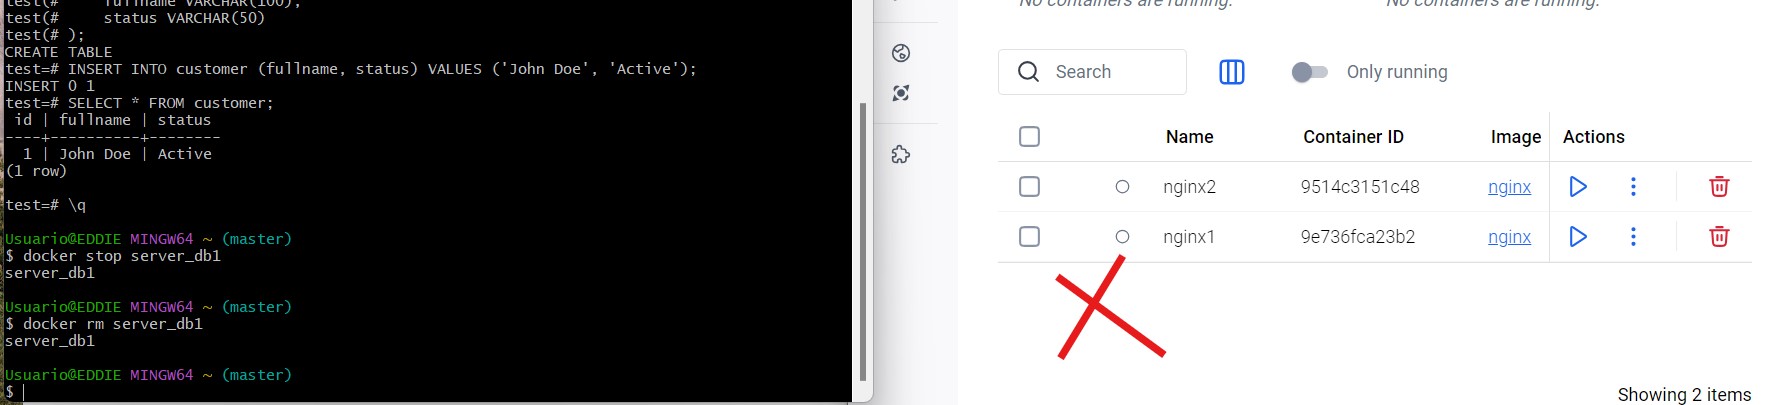 test(#     fullname VARCHAR(100),
test(#     status VARCHAR(50)
test(# );
CREATE TABLE
test=# INSERT INTO customer (fullname, status) VALUES ('John Doe', 'Active');
INSERT 0 1
test=# SELECT * FROM customer;
 id | fullname | status
----+----------+--------
  1 | John Doe | Active
(1 row)
test=# \q
Usuario@EDDIE MINGW64 ~ (master)
$ docker stop server_db1
server_db1
Usuario@EDDIE MINGW64 ~ (master)
$ docker rm server_db1
server_db1
Usuario@EDDIE MINGW64 ~ (master)
$
No containers are running. No containers are running.
Search Only running
Name Container ID Image Actions
nginx2 9514c3151c48 nginx
nginx1 9e736fca23b2 nginx
Showing 2 items